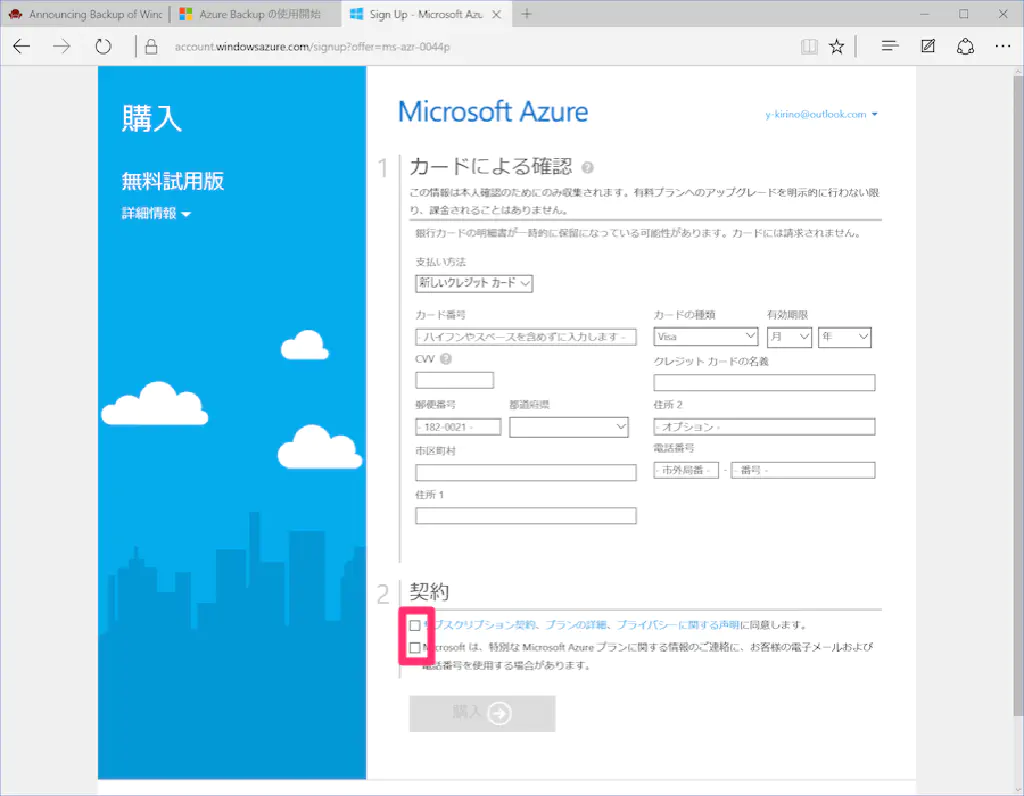 Announcing Backup of Winc
Azure Backup の使用開始
Sign Up - Microsoft Azu
account.windowsazure.com/signup?offer=ms-azr-0044p
購入
無料試用版
詳細情報
Microsoft Azure
y-kirino@outlook.com
1 カードによる確認
この情報は本人確認のためにのみ収集されます。有料プランへのアップグレードを明示的に行わない限
り、課金されることはありません。
銀行カードの明細書が一時的に保留になっている可能性があります。カードには請求されません。
支払い方法
新しいクレジット カード
カード番号
- ハイフンやスペースを含めずに入力します -
カードの種類
有効期限
Visa
月
年
CVV
クレジット カードの名義
郵便番号
都道府県
住所 2
- 182-0021 -
- オプション -
市区町村
電話番号
- 市外局番 - - - 番号 -
住所 1
2 契約
サブスクリプション契約、プランの詳細、プライバシーに関する声明に同意します。
Microsoft は、特別な Microsoft Azure プランに関する情報のご連絡に、お客様の電子メールおよび
電話番号を使用する場合があります。
購入